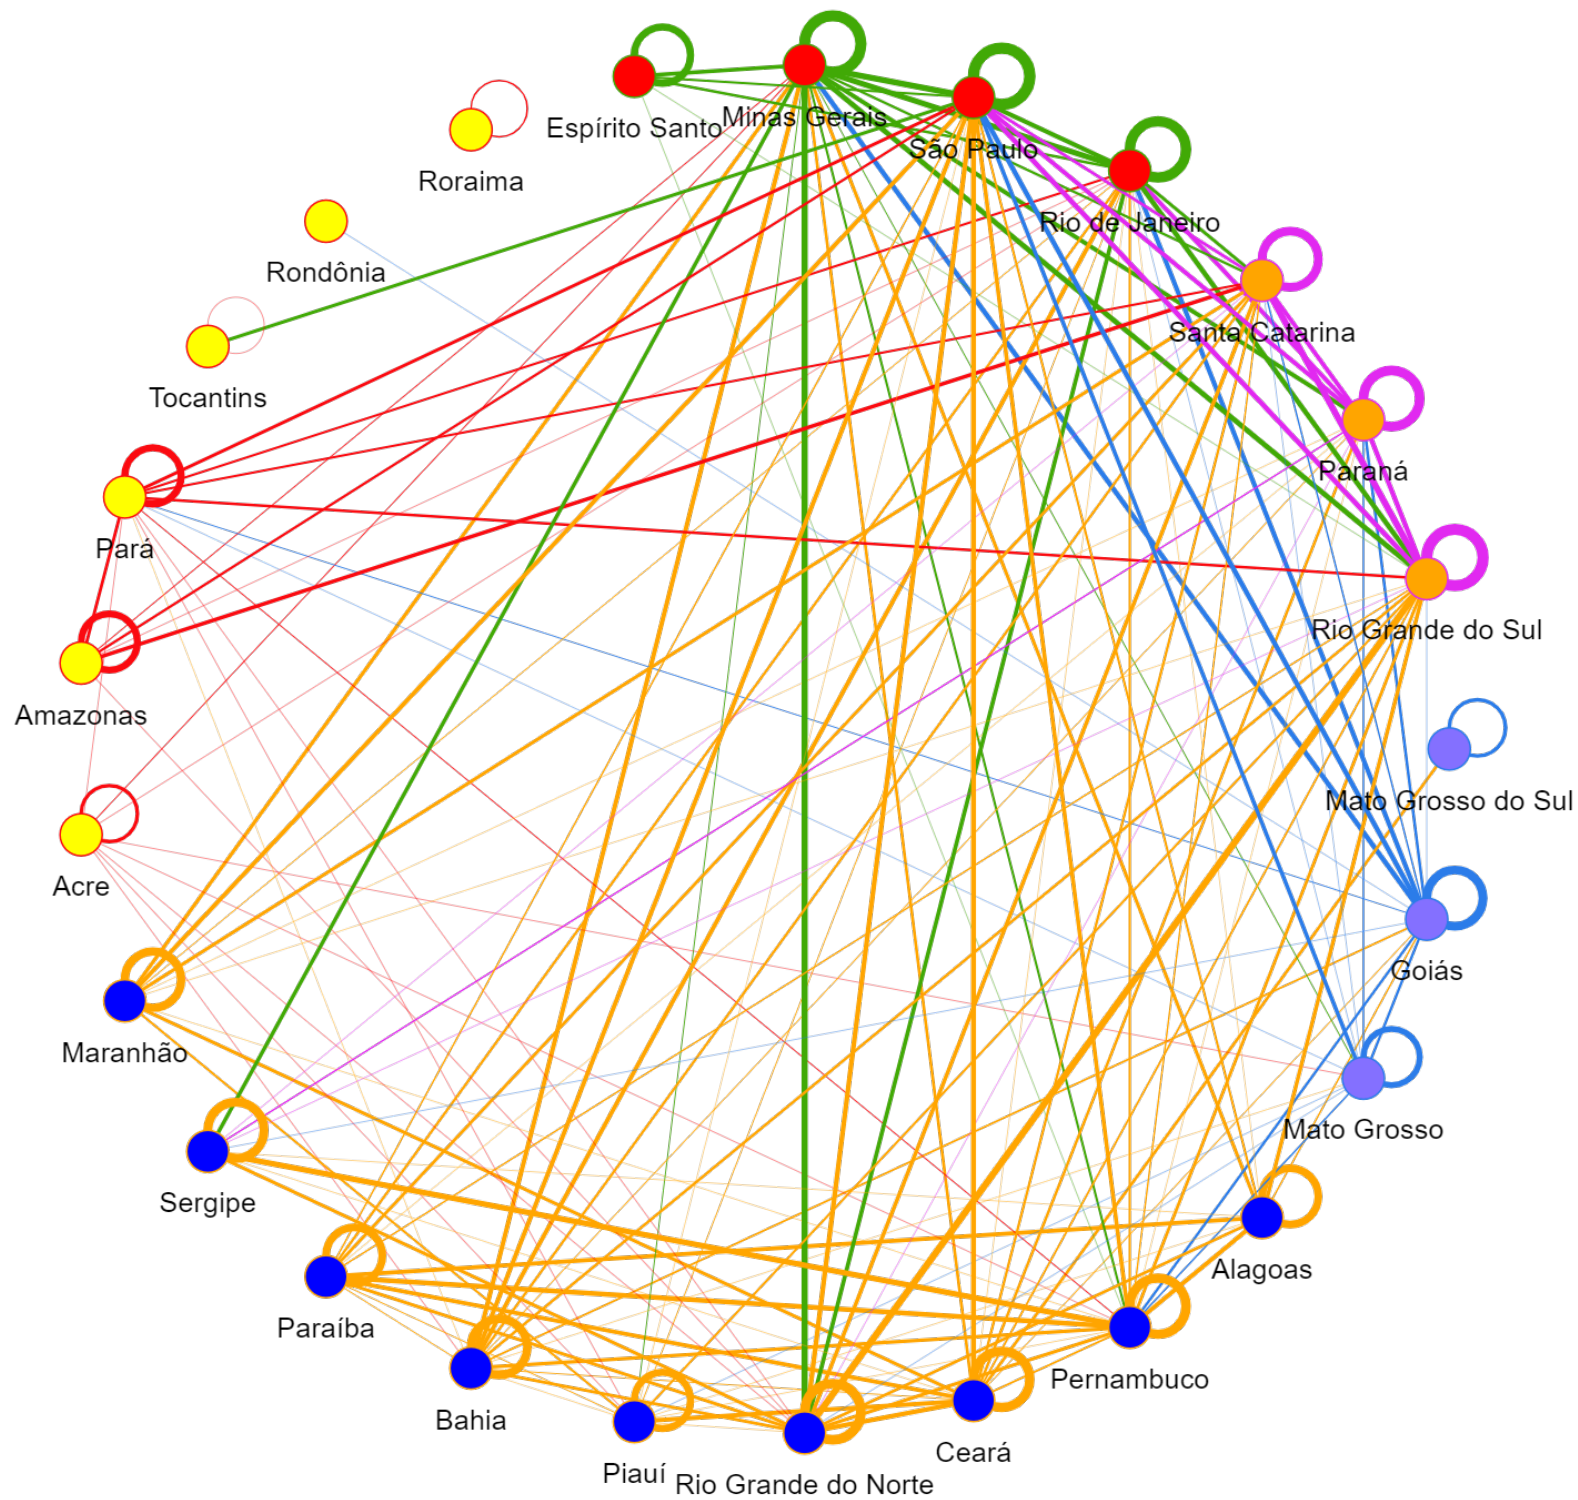 Espírito Santo
Minas Gerais
São Paulo
Roraima
Rio de Janeiro
Rondônia
Santa Catarina
Tocantins
Paraná
Pará
Rio Grande do Sul
Amazonas
Mato Grosso do Sul
Acre
Goiás
Maranhão
Mato Grosso
Sergipe
Alagoas
Paraíba
Pernambuco
Bahia
Ceará
Piauí
Rio Grande do Norte